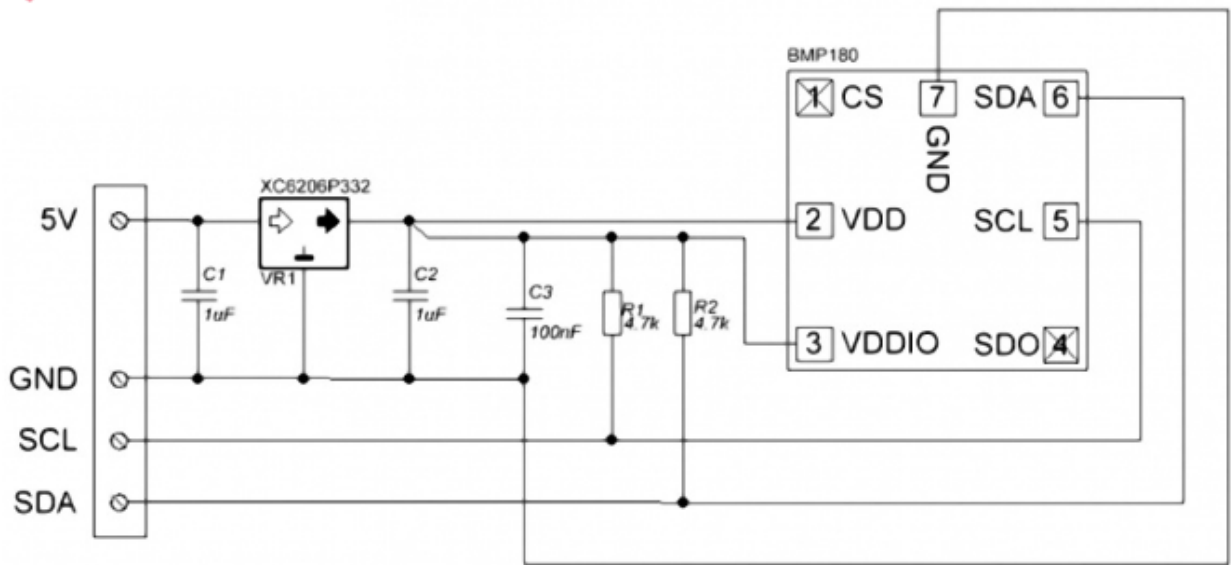 BMP180
1 CS
7
GND
SDA 6
XC6206P332
5V
2 VDD
SCL 5
VR1
C1
1uF
C2
1uF
C3
100nF
R1
4.7k
R2
4.7k
3 VDDIO
SDO 4
GND
SCL
SDA